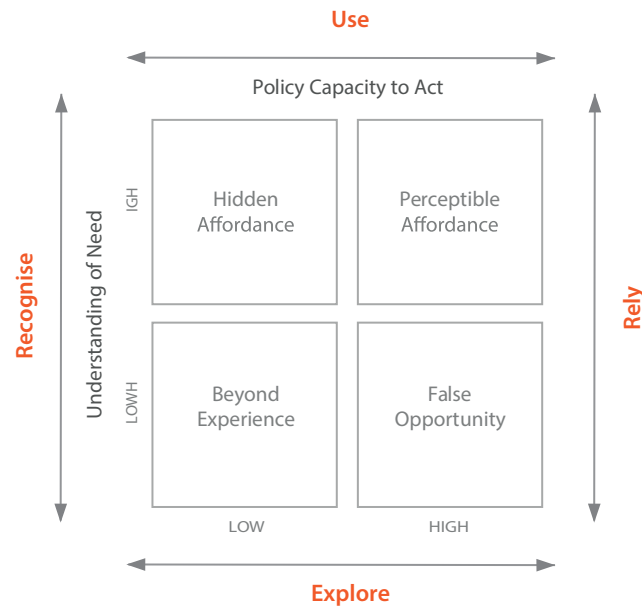 Use
Policy Capacity to Act
Recognise
Understanding of Need
IGH
Hidden
Affordance
Perceptible
Affordance
Rely
LOWH
Beyond
Experience
False
Opportunity
LOW
HIGH
Explore